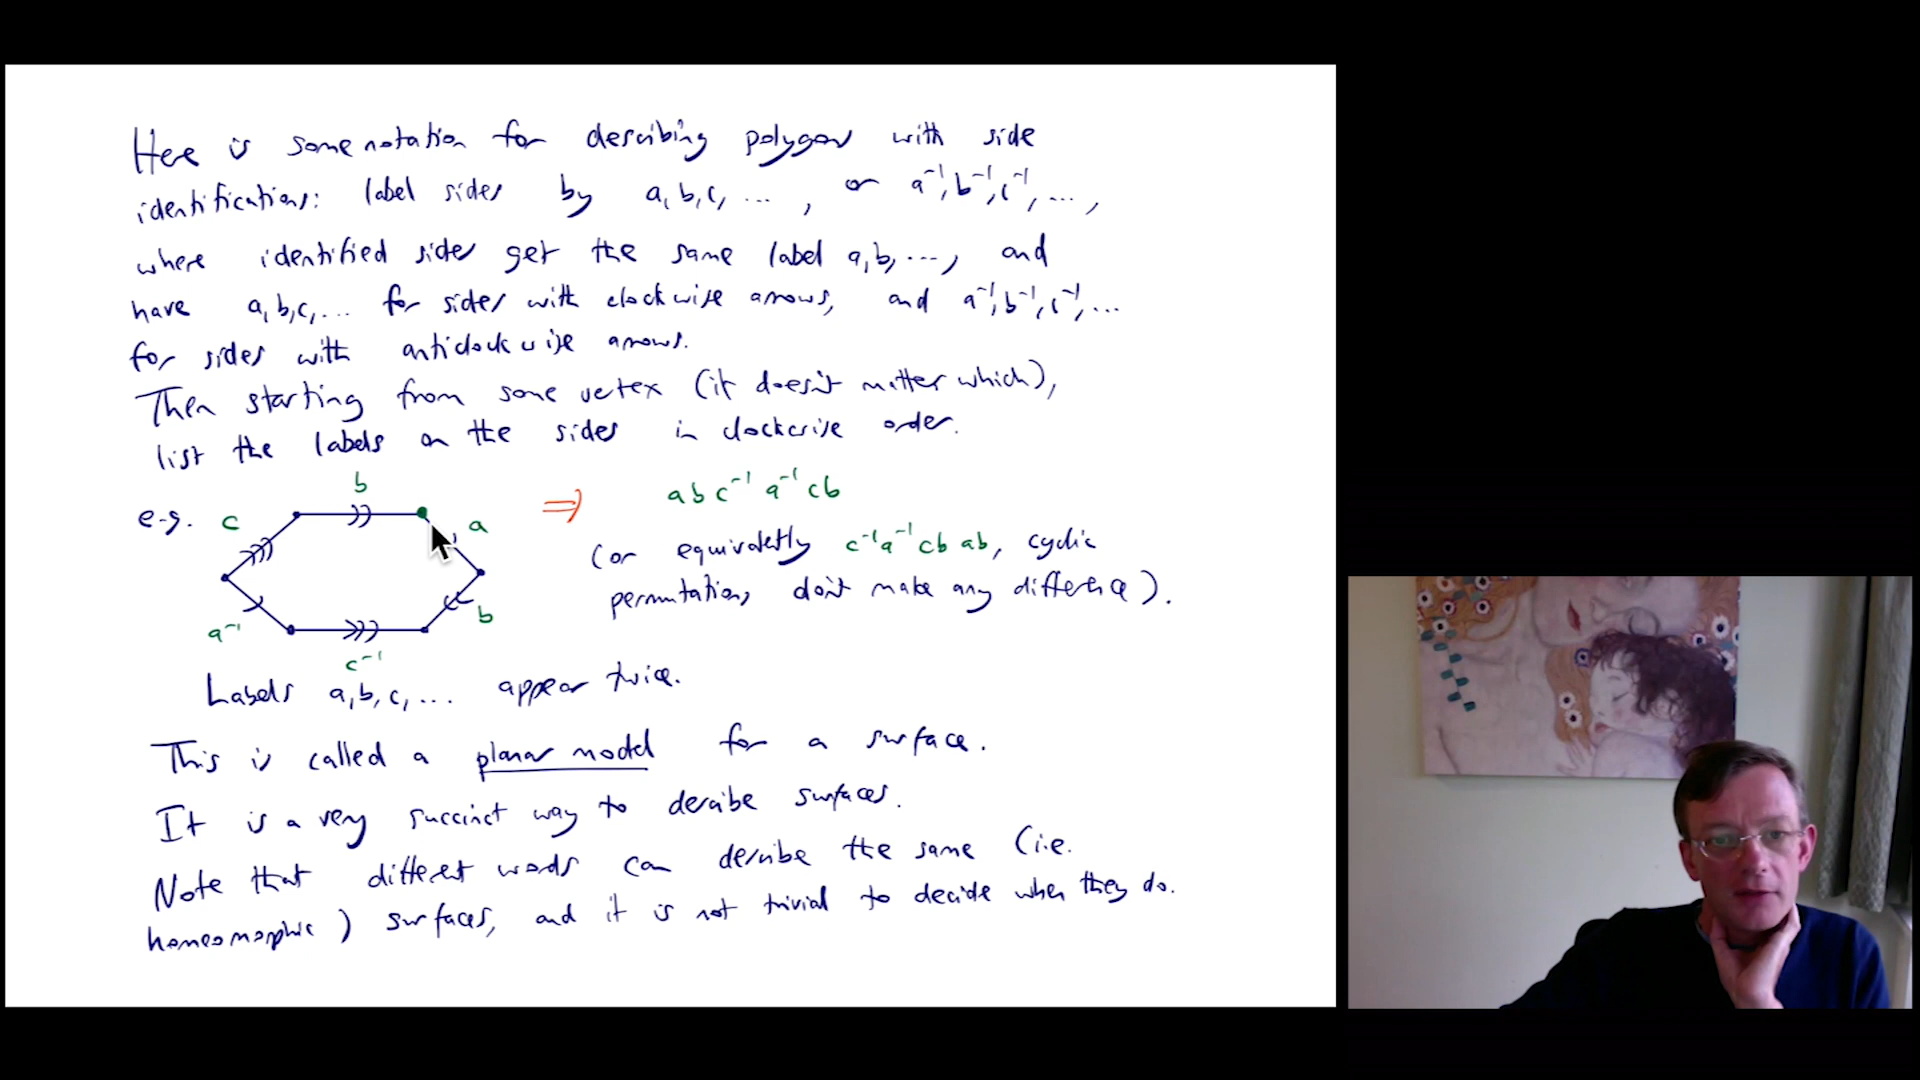 Here is some notation for describing polygons with side
identifications: label sides by a, b, c, ... , or a⁻¹, b⁻¹, c⁻¹, ... ,
where identified sides get the same label a, b, ... , and
have a, b, c, ... for sides with clockwise arrows, and a⁻¹, b⁻¹, c⁻¹, ...
for sides with anticlockwise arrows.
Then starting from some vertex (it doesn't matter which),
list the labels on the sides in clockwise order.
e.g. c b a ⇒ a b c⁻¹ a⁻¹ c b
(or equivalently c⁻¹ a⁻¹ c b a b, cyclic
permutations don't make any difference).
a⁻¹ c⁻¹ b
Labels a, b, c, ... appear twice.
This is called a planar model for a surface.
It is a very succinct way to describe surfaces.
Note that different words can describe the same (i.e.
homeomorphic) surfaces, and it is not trivial to decide when they do.